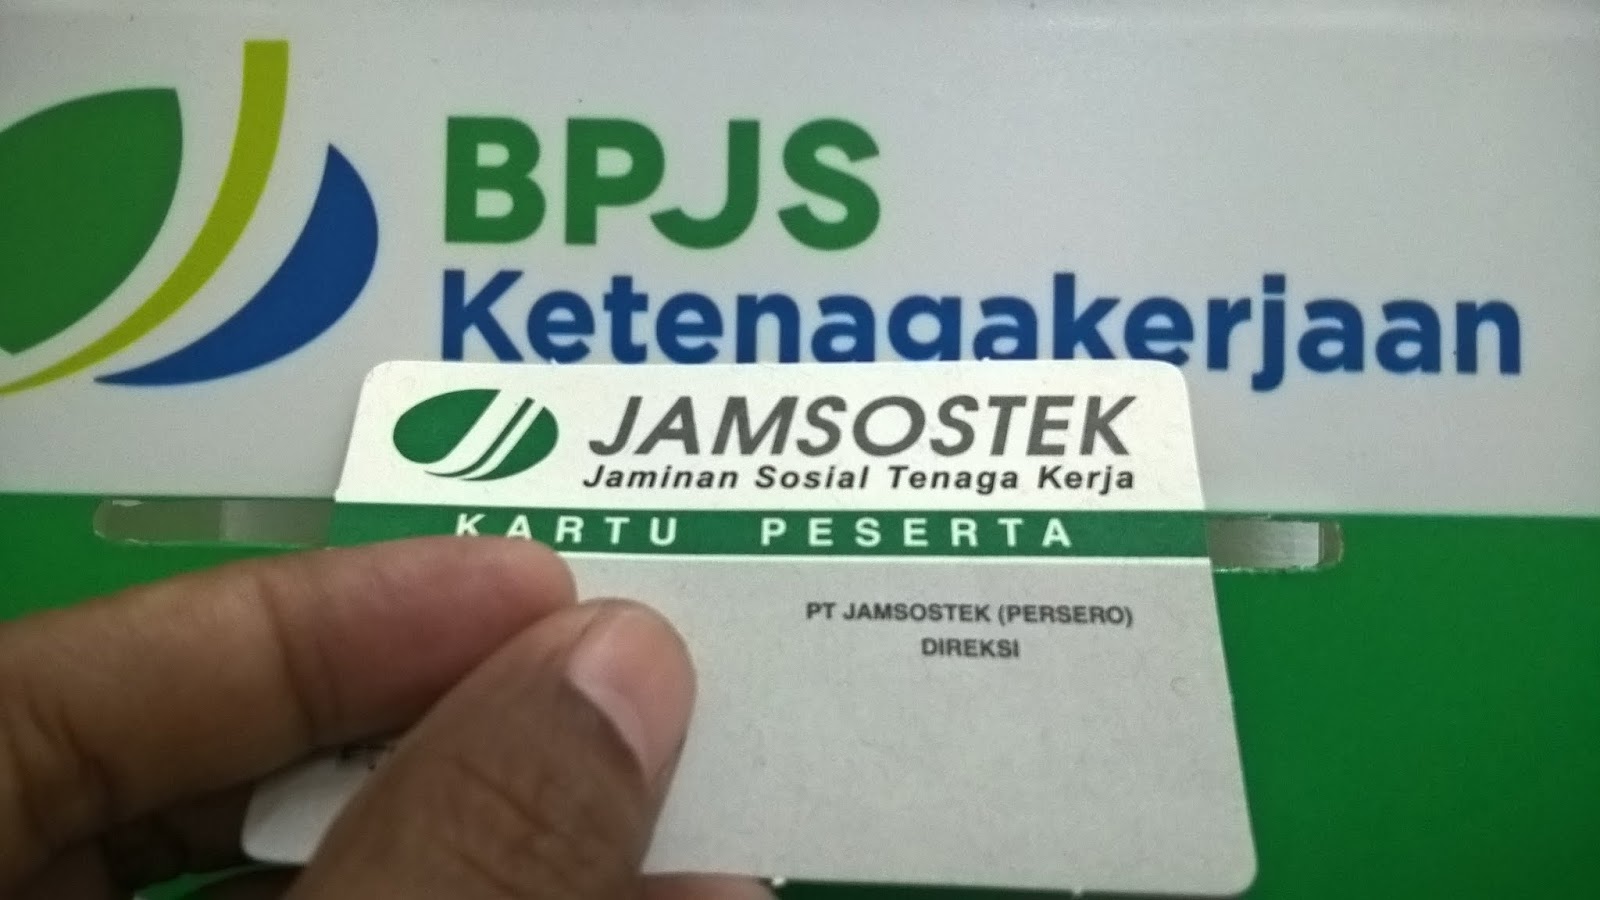 BPJS
Ketenagakerjaan
JAMSOSTEK
Jaminan Sosial Tenaga Kerja
KARTU PESERTA
PT JAMSOSTEK (PERSERO)
DIREKSI